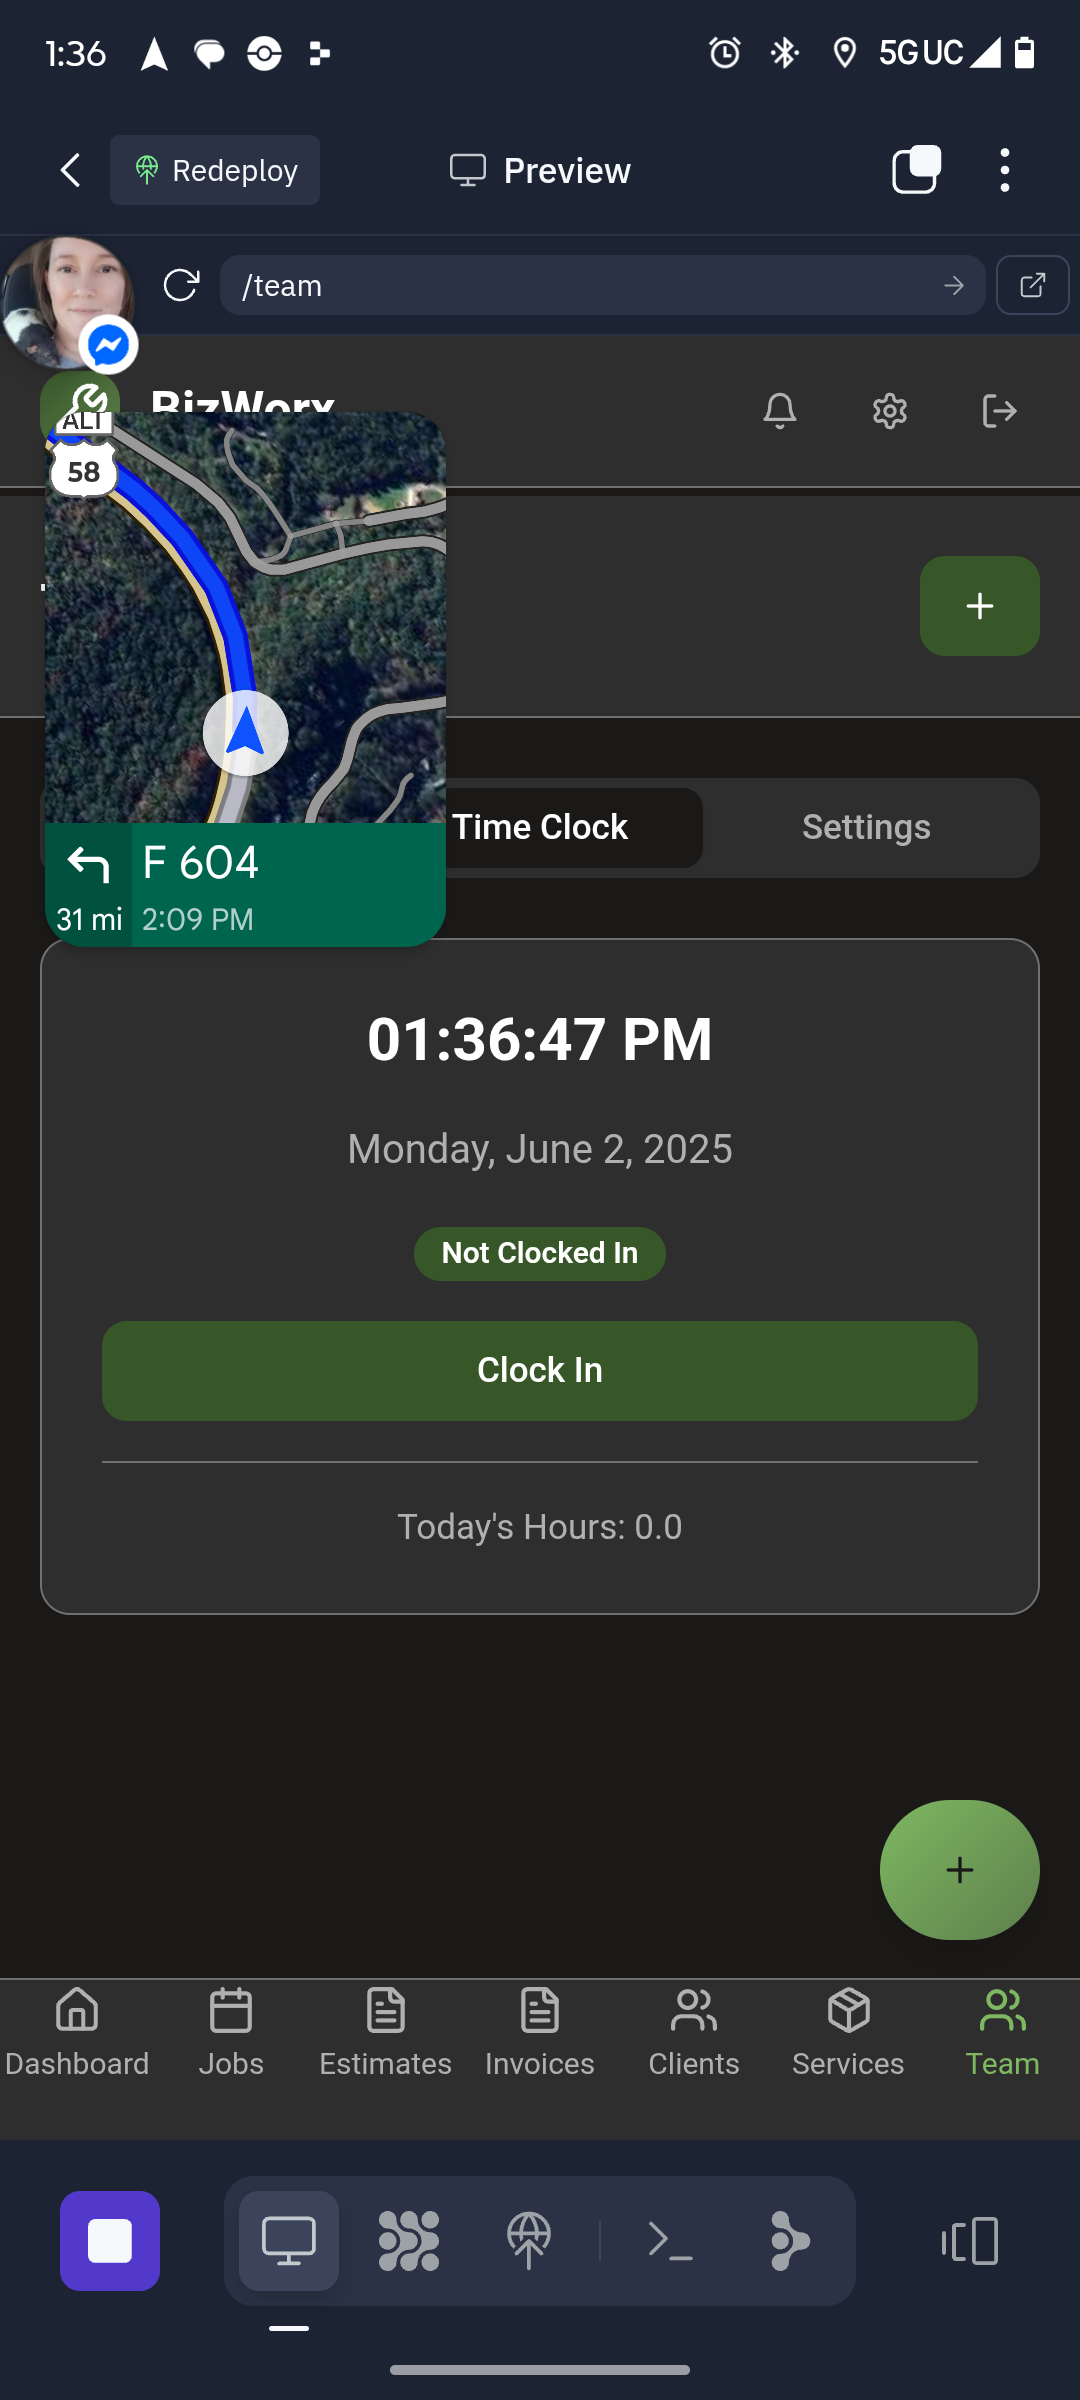 1:36
5G UC
Redeploy
Preview
/team
BizWorx
ALT
58
Time Clock
Settings
F 604
31 mi
2:09 PM
01:36:47 PM
Monday, June 2, 2025
Not Clocked In
Clock In
Today's Hours: 0.0
Dashboard
Jobs
Estimates
Invoices
Clients
Services
Team